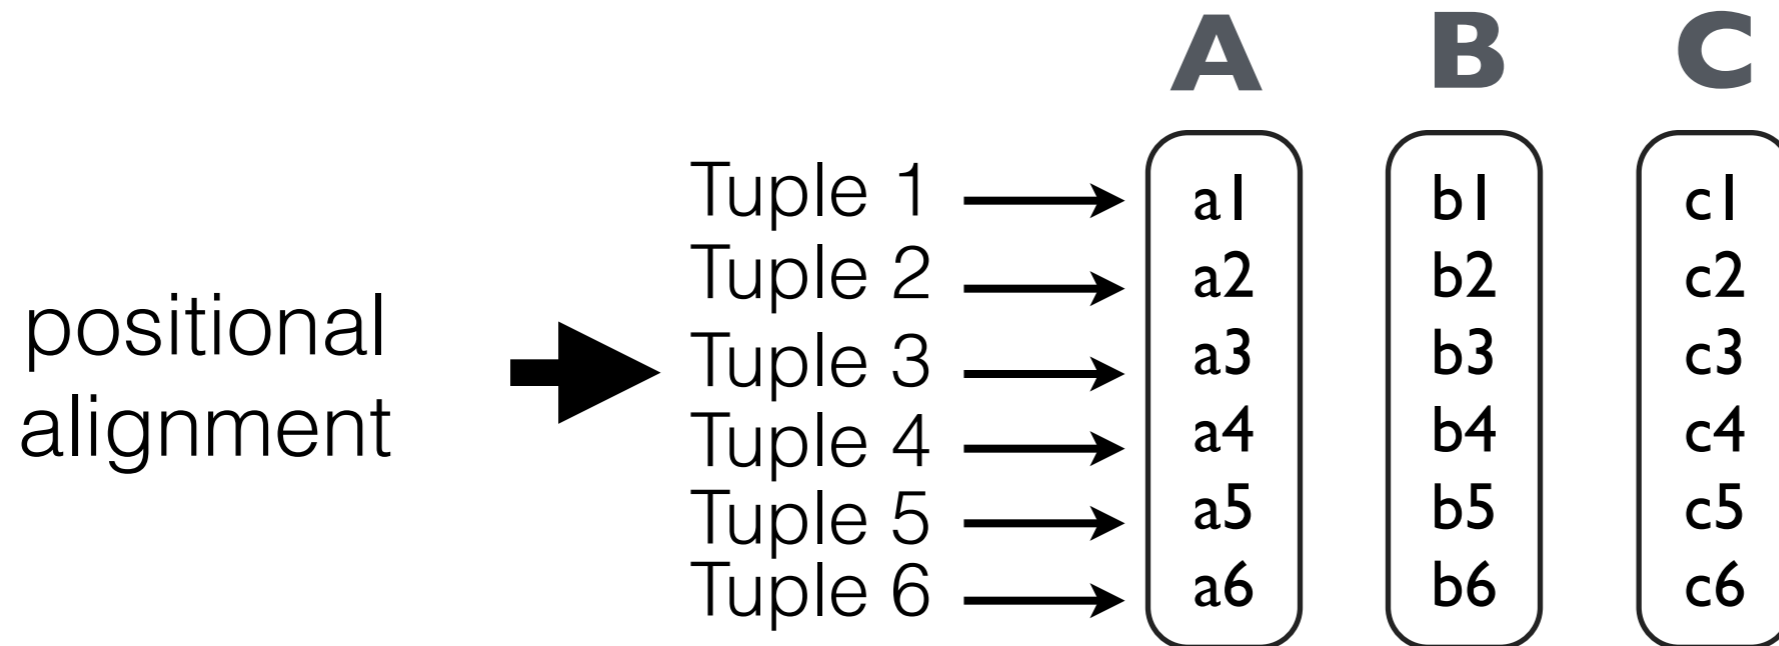 A B C
positional
alignment
Tuple 1 a1 b1 c1
Tuple 2 a2 b2 c2
Tuple 3 a3 b3 c3
Tuple 4 a4 b4 c4
Tuple 5 a5 b5 c5
Tuple 6 a6 b6 c6